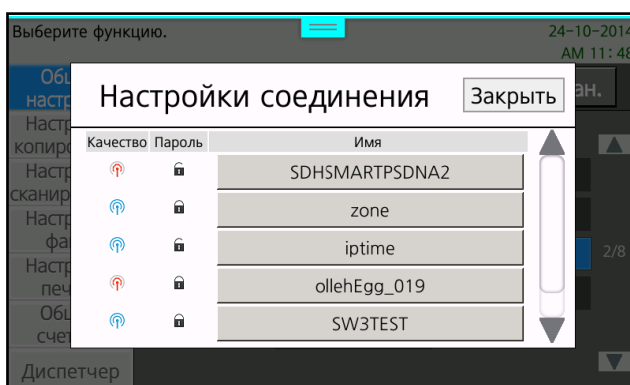 Выберите функцию.
24-10-2014
AM 11:48
Настройки соединения
Закрыть
Качество Пароль Имя
SDHSMARTPSDNA2
zone
iptime
ollehEgg_019
SW3TEST
2/8
Диспетчер